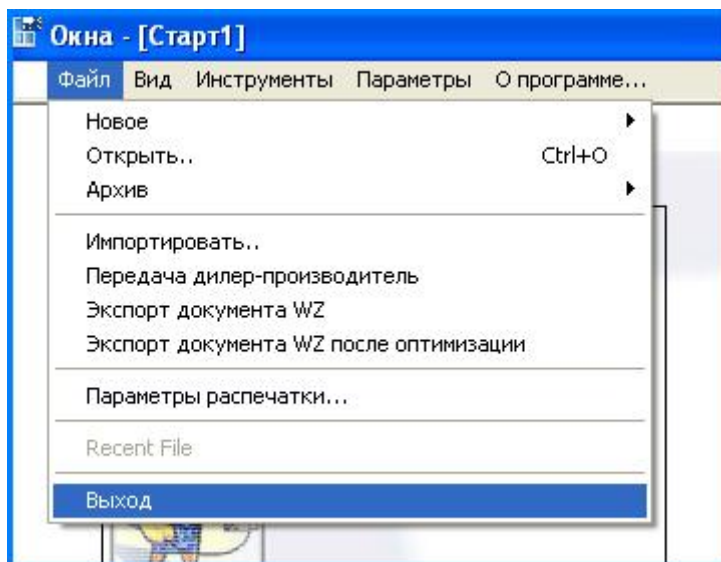 Окна - [Старт1]
Файл Вид Инструменты Параметры О программе...
Новое
Открыть.. Ctrl+O
Архив
Импортировать..
Передача дилер-производитель
Экспорт документа WZ
Экспорт документа WZ после оптимизации
Параметры распечатки...
Recent File
Выход